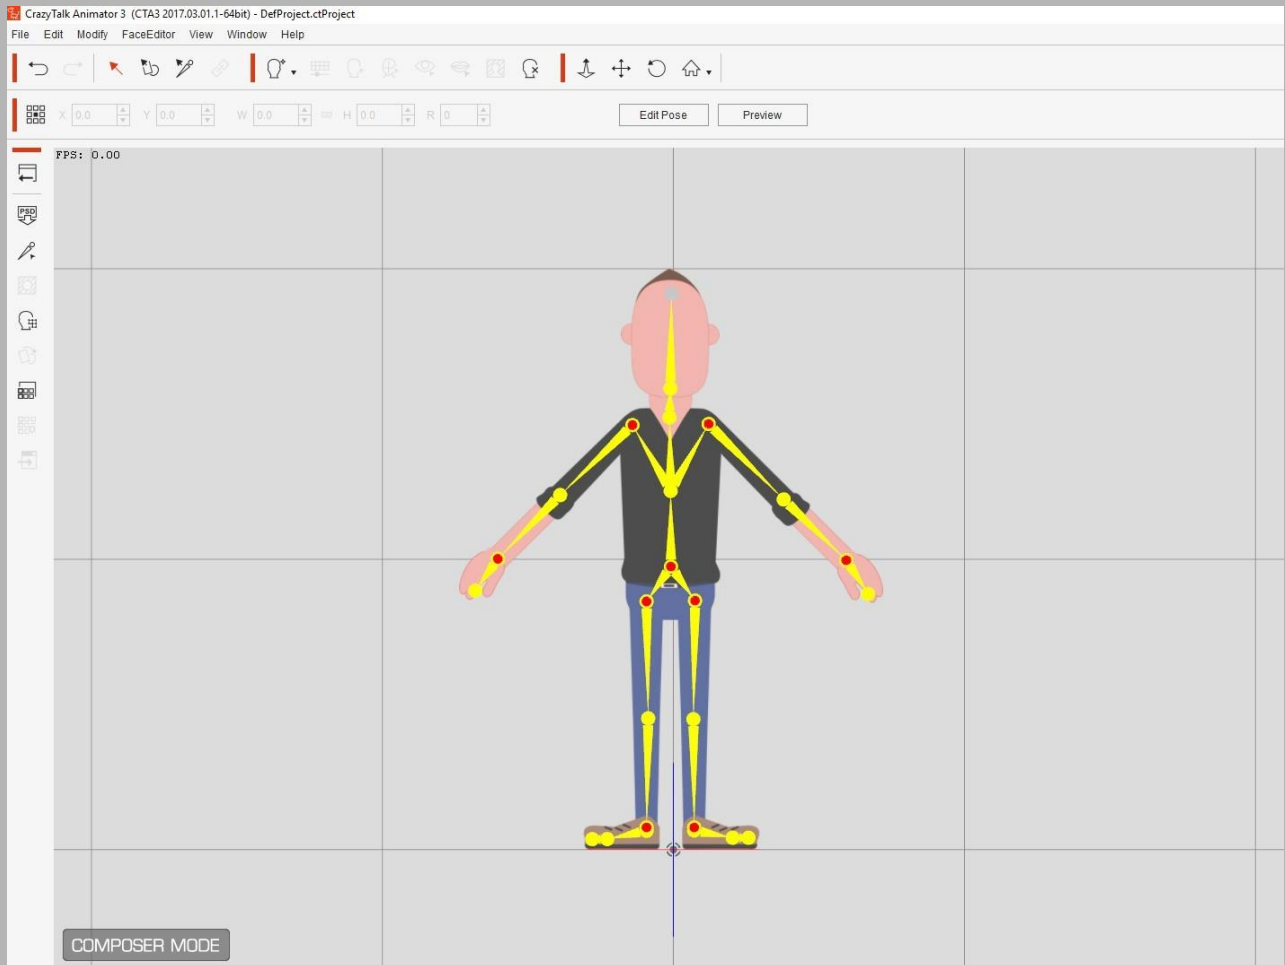 CrazyTalk Animator 3 (CTA3 2017.03.01.1-64bit) - DefProject.ctProject
File Edit Modify FaceEditor View Window Help
X 0.0 Y 0.0 W 0.0 H 0.0 R 0 Edit Pose Preview
FPS: 0.00
PSD
COMPOSER MODE